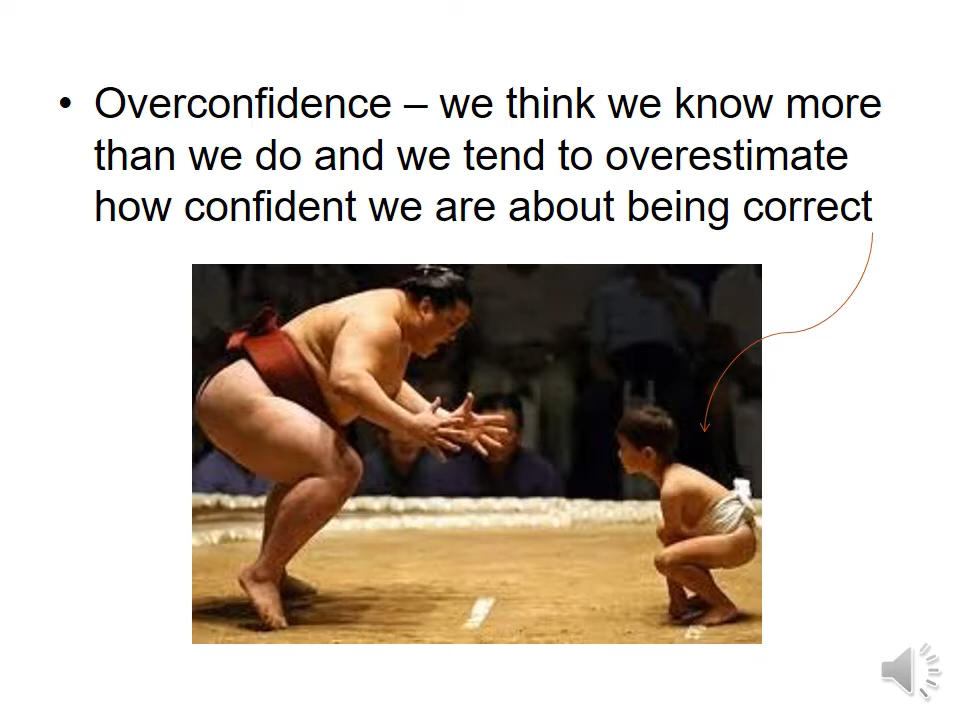 • Overconfidence – we think we know more
than we do and we tend to overestimate
how confident we are about being correct